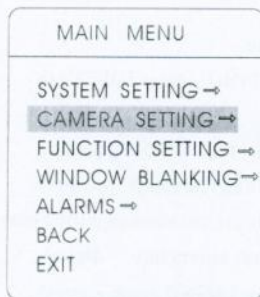 MAIN MENU
SYSTEM SETTING→
CAMERA SETTING→
FUNCTION SETTING →
WINDOW BLANKING→
ALARMS→
BACK
EXIT